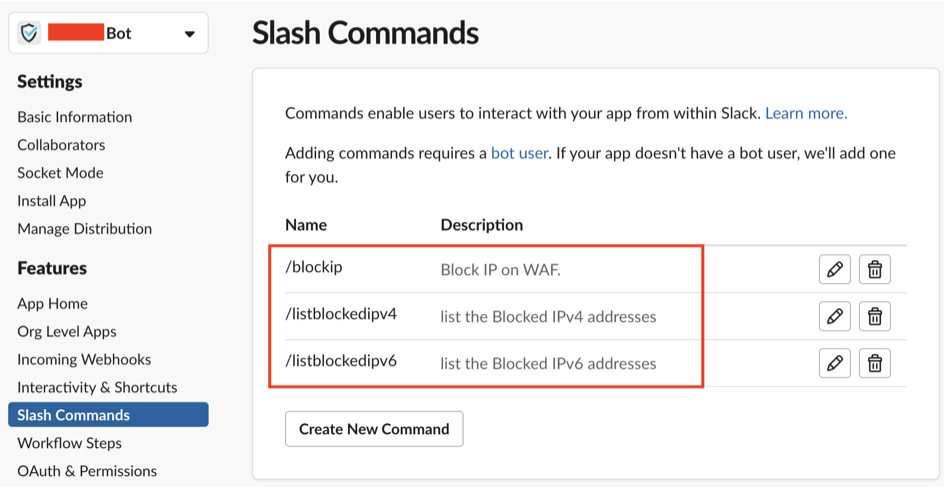 Bot
Settings
Basic Information
Collaborators
Socket Mode
Install App
Manage Distribution
Features
App Home
Org Level Apps
Incoming Webhooks
Interactivity & Shortcuts
Slash Commands
Workflow Steps
OAuth & Permissions
Slash Commands
Commands enable users to interact with your app from within Slack. Learn more.
Adding commands requires a bot user. If your app doesn't have a bot user, we'll add one
for you.
Name Description
/blockip Block IP on WAF.
/listblockedipv4 list the Blocked IPv4 addresses
/listblockedipv6 list the Blocked IPv6 addresses
Create New Command